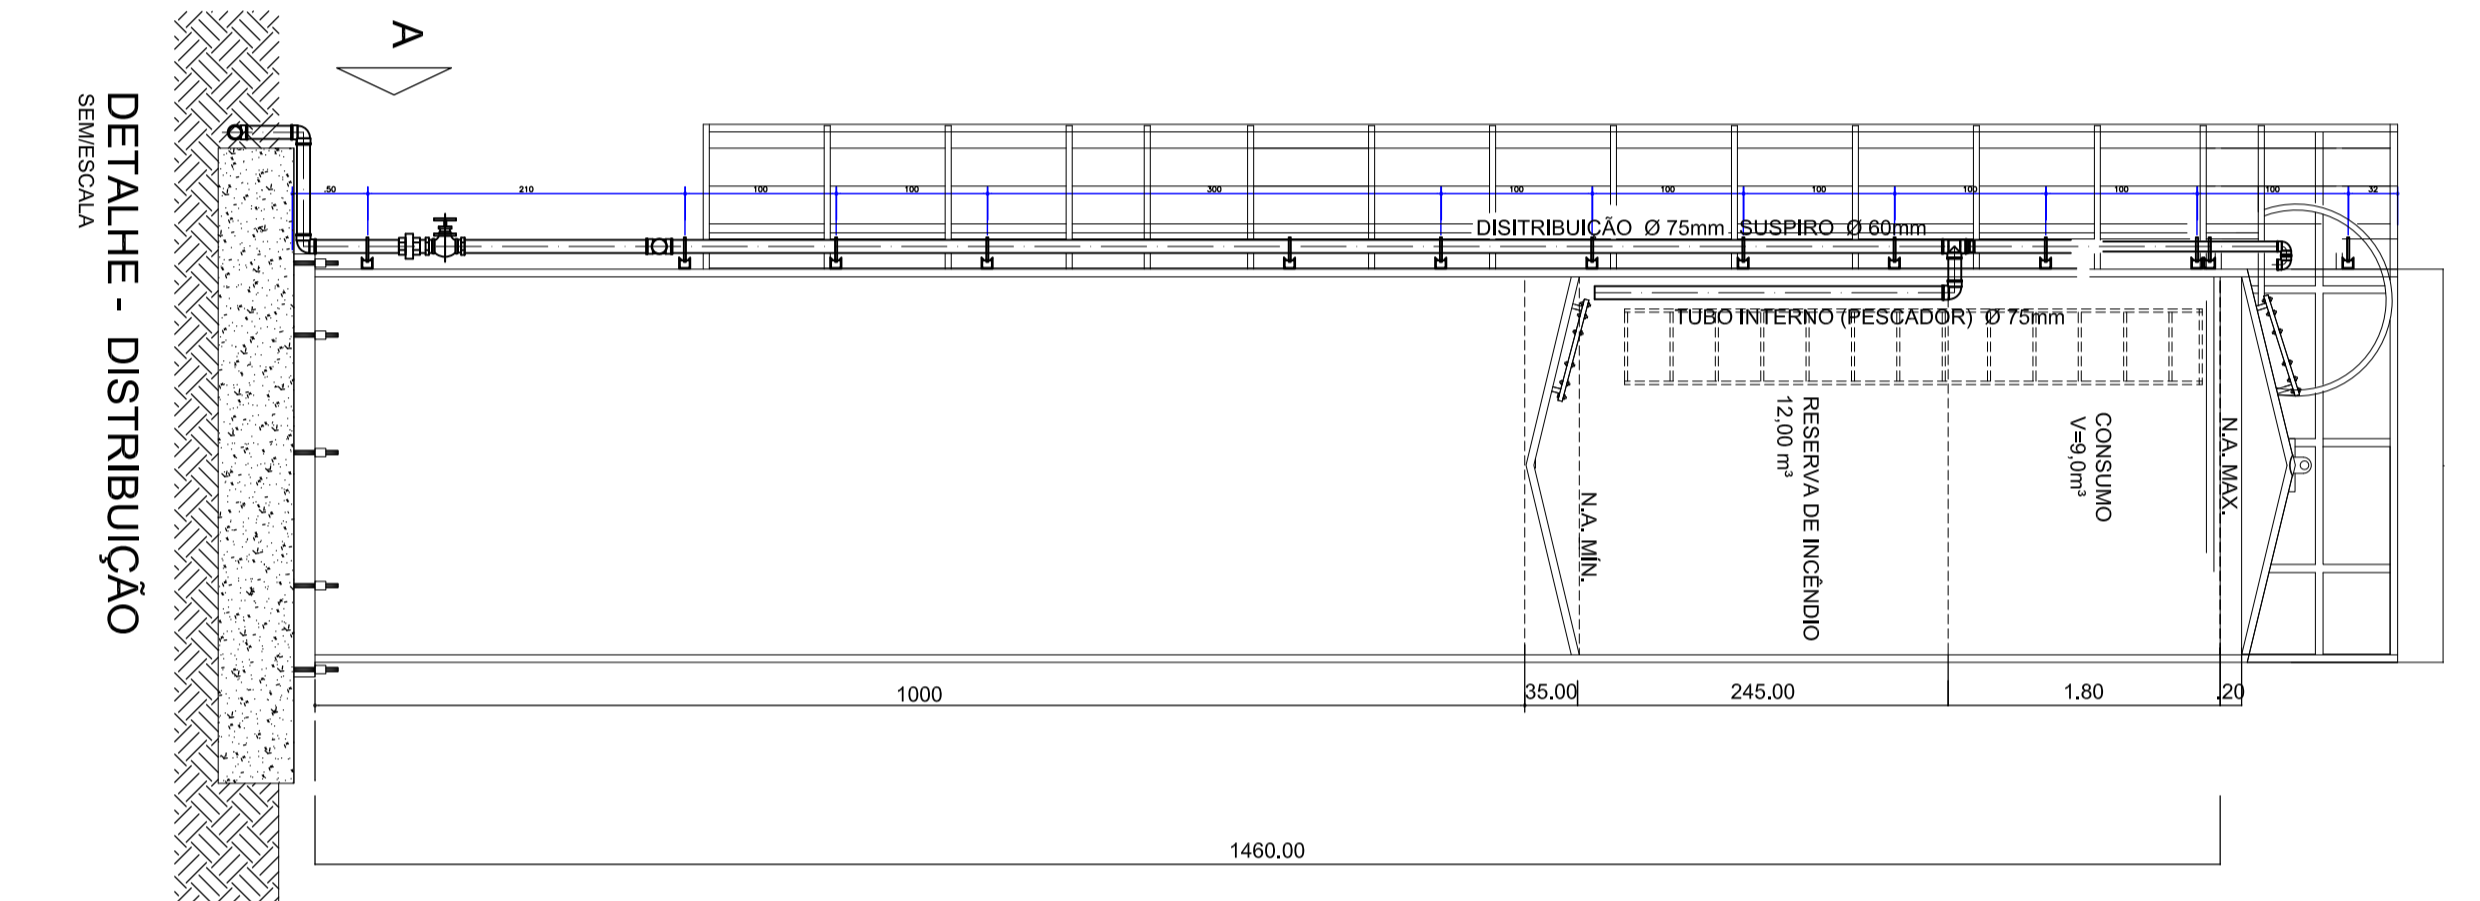 DETALHE - DISTRIBUIÇÃO
SEM/ESCALA
A
.50
210
100
100
300
100
100
100
100
100
100
32
DISITRIBUIÇÃO Ø 75mm
SUSPIRO Ø 60mm
TUBO INTERNO (PESCADOR) Ø 75mm
N.A. MÍN.
RESERVA DE INCÊNDIO
12,00 m³
CONSUMO
V=9,0m³
N.A. MAX.
1000
35.00
245.00
1.80
.20
1460.00